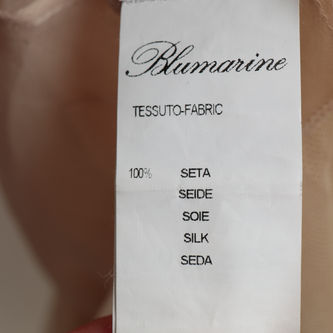 Blumarine
TESSUTO-FABRIC
100% SETA
SEIDE
SOIE
SILK
SEDA